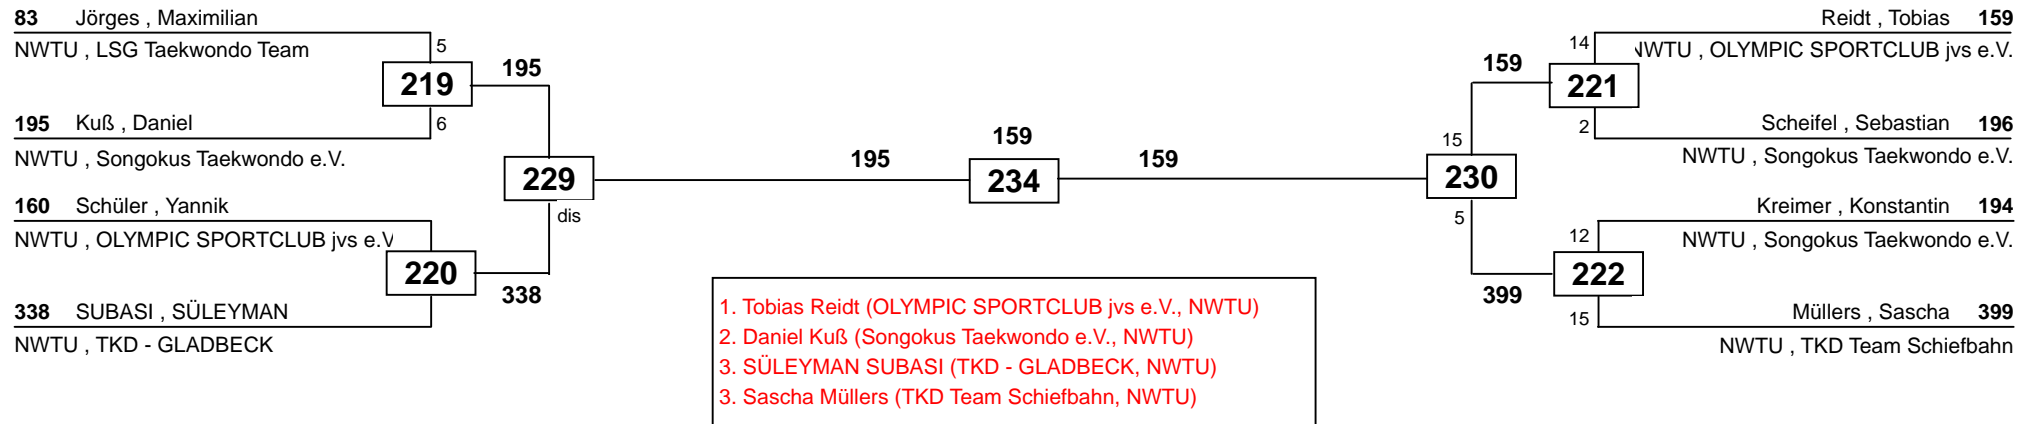 83 Jörges , Maximilian
NWTU , LSG Taekwondo Team
5
219
195
6
195 Kuß , Daniel
NWTU , Songokus Taekwondo e.V.
229
dis
160 Schüler , Yannik
NWTU , OLYMPIC SPORTCLUB jvs e.V
220
338
338 SUBASI , SÜLEYMAN
NWTU , TKD - GLADBECK
195
159
234
159
Reidt , Tobias 159
NWTU , OLYMPIC SPORTCLUB jvs e.V.
14
159
221
2
Scheifel , Sebastian 196
NWTU , Songokus Taekwondo e.V.
15
230
5
Kreimer , Konstantin 194
NWTU , Songokus Taekwondo e.V.
12
222
399
15
Müllers , Sascha 399
NWTU , TKD Team Schiefbahn
1. Tobias Reidt (OLYMPIC SPORTCLUB jvs e.V., NWTU)
2. Daniel Kuß (Songokus Taekwondo e.V., NWTU)
3. SÜLEYMAN SUBASI (TKD - GLADBECK, NWTU)
3. Sascha Müllers (TKD Team Schiefbahn, NWTU)